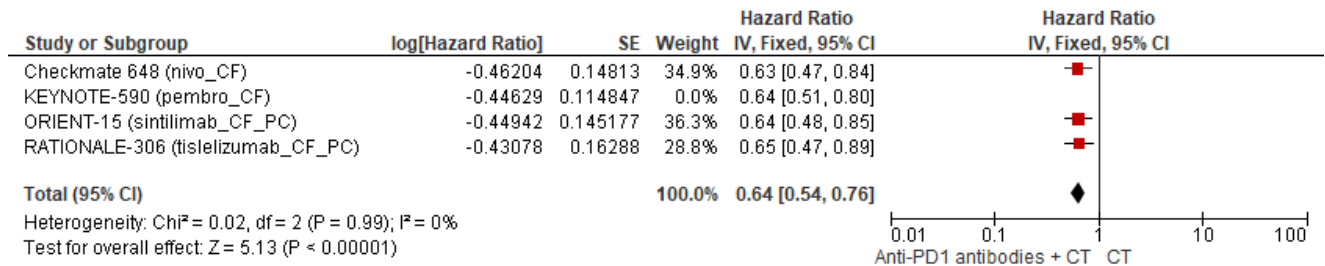 Hazard Ratio Hazard Ratio
Study or Subgroup log[Hazard Ratio] SE Weight IV, Fixed, 95% CI IV, Fixed, 95% CI
Checkmate 648 (nivo_CF) -0.46204 0.14813 34.9% 0.63 [0.47, 0.84]
KEYNOTE-590 (pembro_CF) -0.44629 0.114847 0.0% 0.64 [0.51, 0.80]
ORIENT-15 (sintilimab_CF_PC) -0.44942 0.145177 36.3% 0.64 [0.48, 0.85]
RATIONALE-306 (tislelizumab_CF_PC) -0.43078 0.16288 28.8% 0.65 [0.47, 0.89]
Total (95% CI) 100.0% 0.64 [0.54, 0.76]
Heterogeneity: Chi² = 0.02, df = 2 (P = 0.99); I² = 0%
Test for overall effect: Z = 5.13 (P < 0.00001)
0.01 0.1 1 10 100
Anti-PD1 antibodies + CT CT